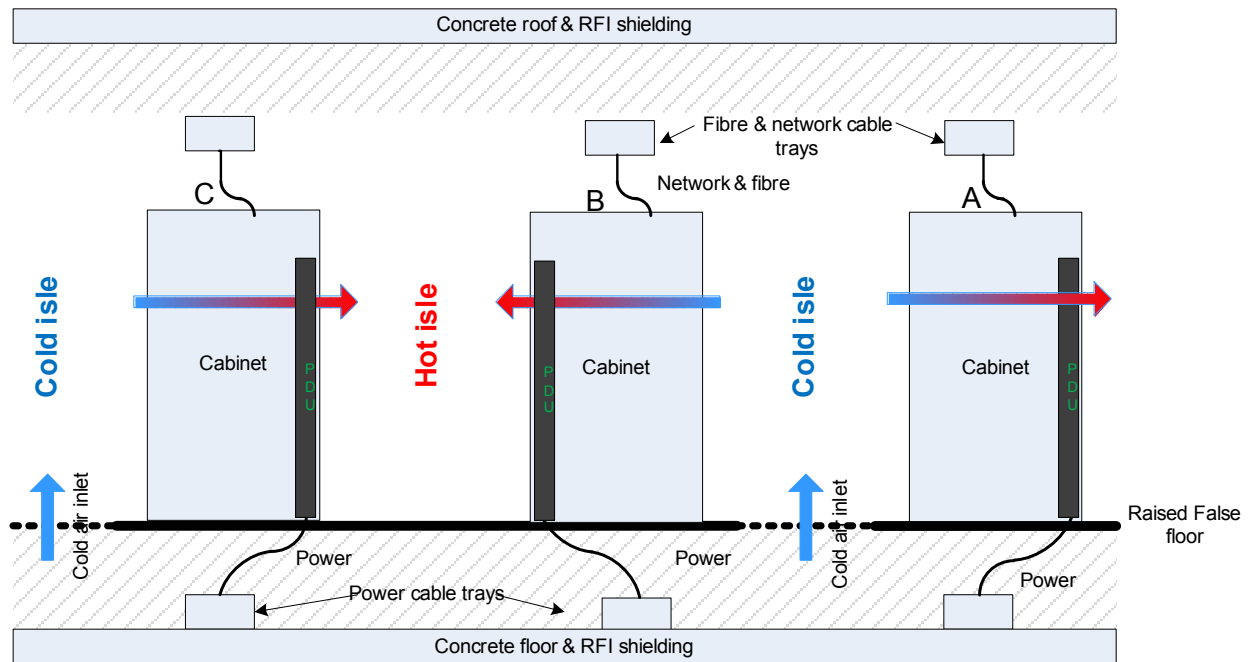 Concrete roof & RFI shielding
Fibre & network cable
trays
C
B
A
Network & fibre
Cold isle
Hot isle
Cold isle
Cabinet
Cabinet
Cabinet
P
D
U
P
D
U
P
D
U
Cold air inlet
Cold air inlet
Raised False
floor
Power
Power
Power
Power cable trays
Concrete floor & RFI shielding